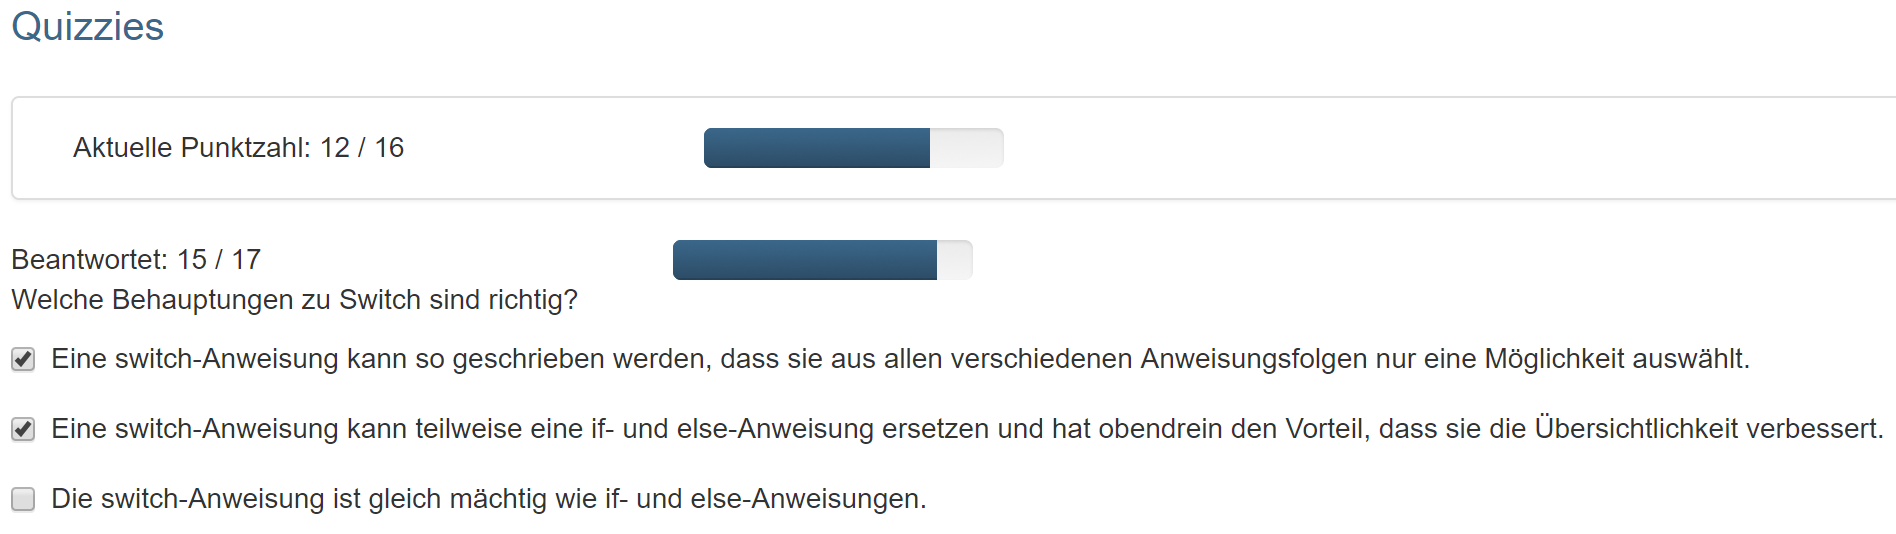 Quizzies
Aktuelle Punktzahl: 12 / 16
Beantwortet: 15 / 17
Welche Behauptungen zu Switch sind richtig?
Eine switch-Anweisung kann so geschrieben werden, dass sie aus allen verschiedenen Anweisungsfolgen nur eine Möglichkeit auswählt.
Eine switch-Anweisung kann teilweise eine if- und else-Anweisung ersetzen und hat obendrein den Vorteil, dass sie die Übersichtlichkeit verbessert.
Die switch-Anweisung ist gleich mächtig wie if- und else-Anweisungen.